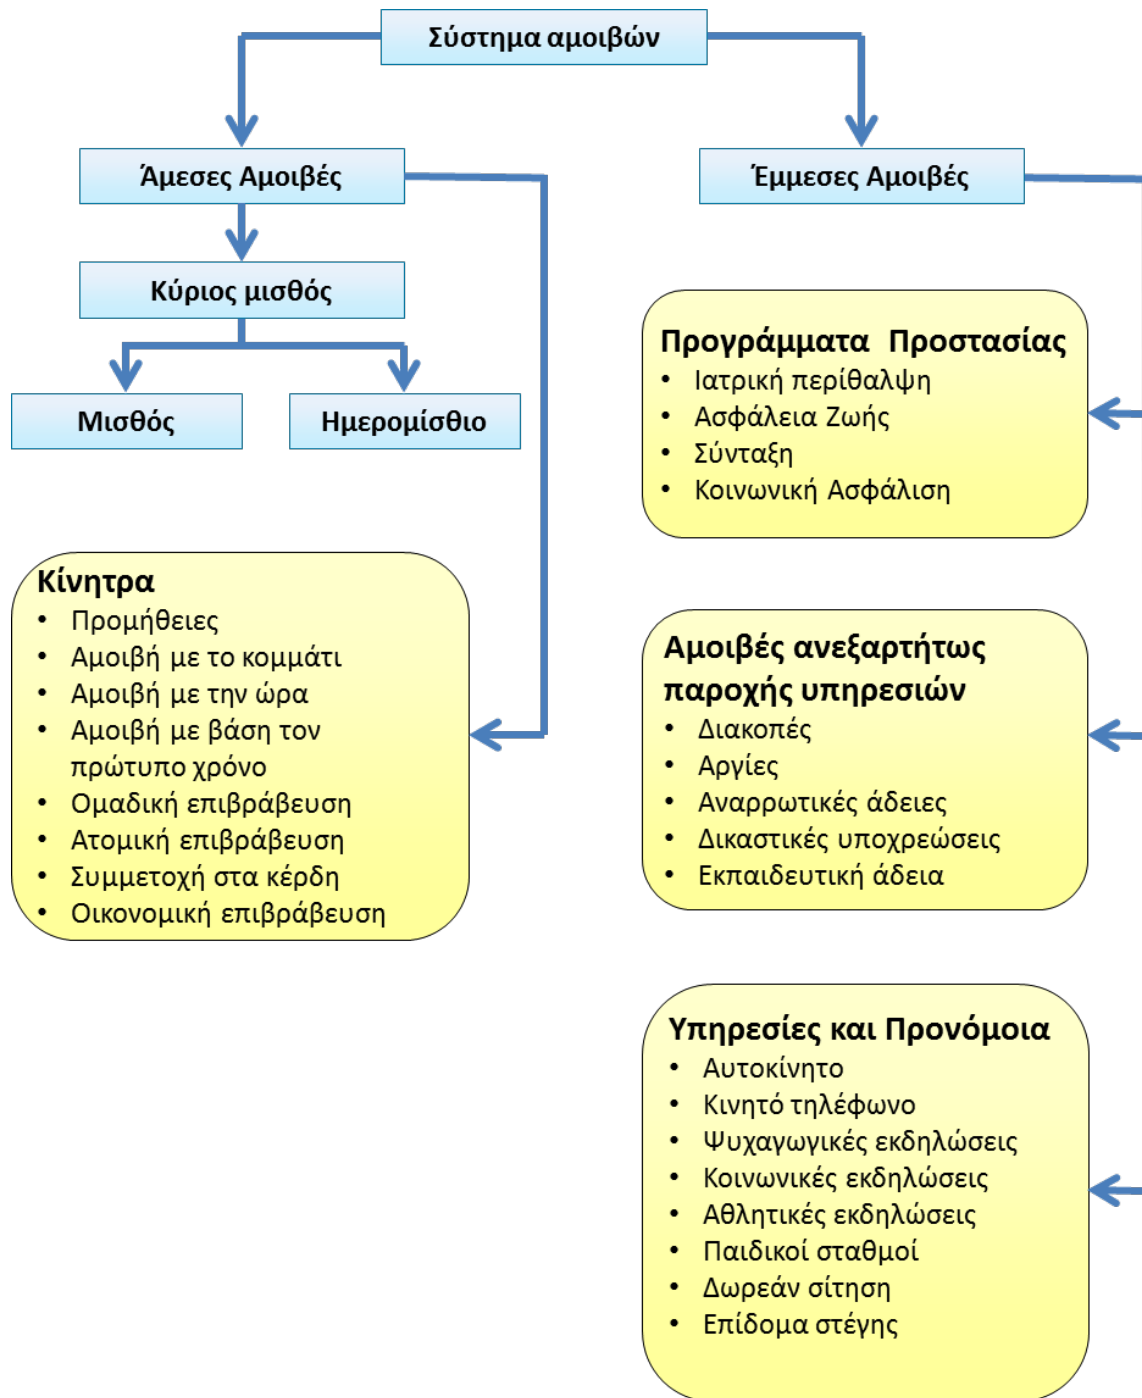 Σύστημα αμοιβών
Άμεσες Αμοιβές
Έμμεσες Αμοιβές
Κύριος μισθός
Μισθός
Ημερομίσθιο
Κίνητρα
• Προμήθειες
• Αμοιβή με το κομμάτι
• Αμοιβή με την ώρα
• Αμοιβή με βάση τον
πρώτυπο χρόνο
• Ομαδική επιβράβευση
• Ατομική επιβράβευση
• Συμμετοχή στα κέρδη
• Οικονομική επιβράβευση
Προγράμματα Προστασίας
• Ιατρική περίθαλψη
• Ασφάλεια Ζωής
• Σύνταξη
• Κοινωνική Ασφάλιση
Αμοιβές ανεξαρτήτως
παροχής υπηρεσιών
• Διακοπές
• Αργίες
• Αναρρωτικές άδειες
• Δικαστικές υποχρεώσεις
• Εκπαιδευτική άδεια
Υπηρεσίες και Προνόμοια
• Αυτοκίνητο
• Κινητό τηλέφωνο
• Ψυχαγωγικές εκδηλώσεις
• Κοινωνικές εκδηλώσεις
• Αθλητικές εκδηλώσεις
• Παιδικοί σταθμοί
• Δωρεάν σίτηση
• Επίδομα στέγης